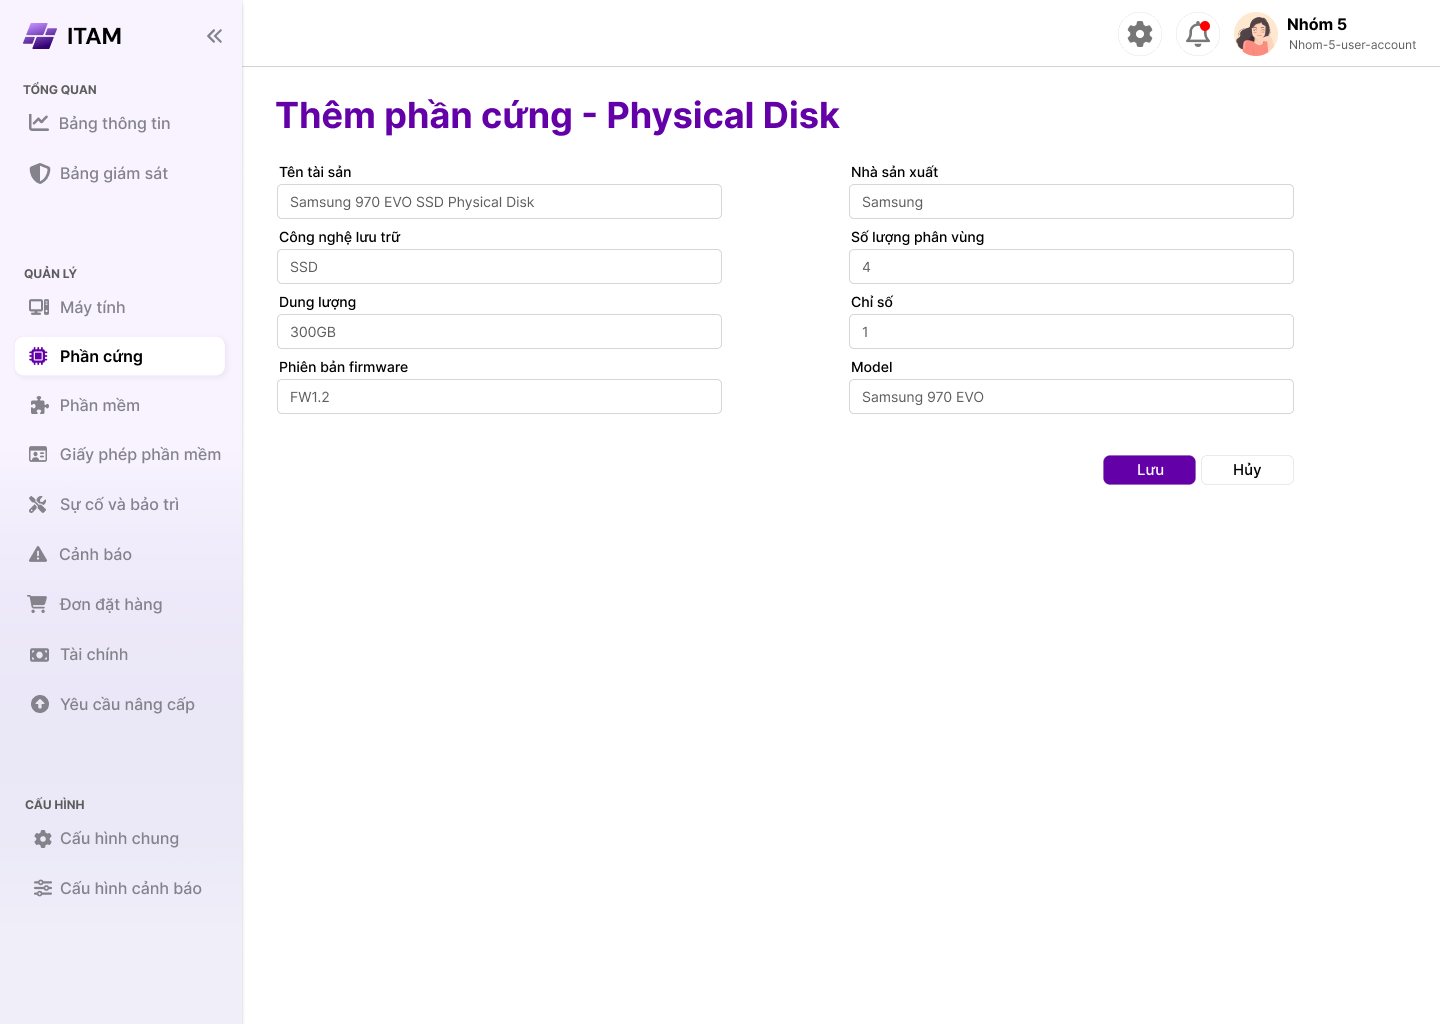 ITAM
TỔNG QUAN
Bảng thông tin
Bảng giám sát
QUẢN LÝ
Máy tính
Phần cứng
Phần mềm
Giấy phép phần mềm
Sự cố và bảo trì
Cảnh báo
Đơn đặt hàng
Tài chính
Yêu cầu nâng cấp
CẤU HÌNH
Cấu hình chung
Cấu hình cảnh báo
Nhóm 5
Nhom-5-user-account
Thêm phần cứng - Physical Disk
Tên tài sản
Samsung 970 EVO SSD Physical Disk
Nhà sản xuất
Samsung
Công nghệ lưu trữ
SSD
Số lượng phân vùng
4
Dung lượng
300GB
Chỉ số
1
Phiên bản firmware
FW1.2
Model
Samsung 970 EVO
Lưu
Hủy